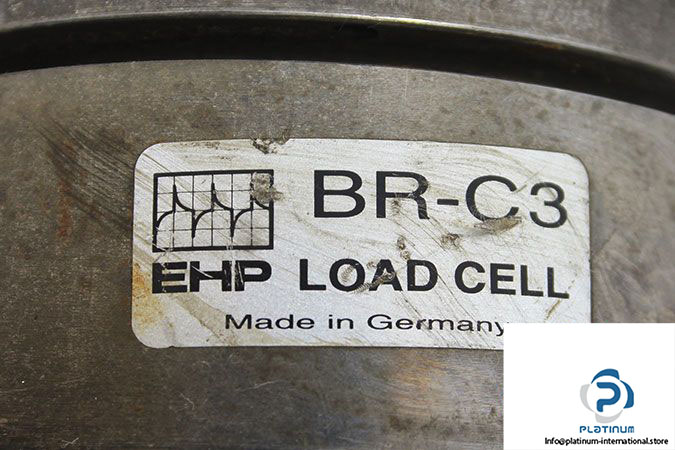 BR-C3
EHP LOAD CELL
Made in Germany
PLATINUM
Info@platinum-international.store